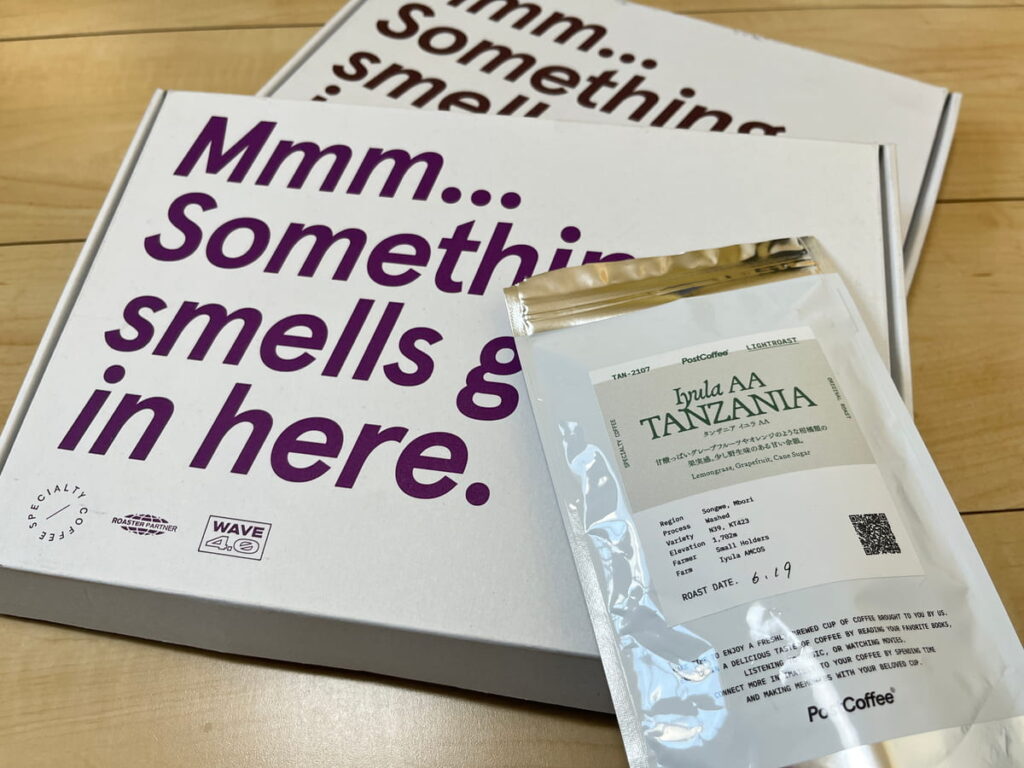 mmm...
Something
smell
Mmm...
Somethin
smells g
in here.
SPECIALTY COFFEE
ROASTER PARTNER
WAVE
4.0
PostCoffee
LIGHTROAST
TAN-2107
Iyula AA
TANZANIA
タンザニア イユラ AA
甘酸っぱいグレープフルーツやオレンジのような柑橘類の
果実感。少し野生味のある甘い余韻。
Lemongrass, Grapefruit, Cane Sugar
SPECIALTY COFFEE
Region Songwe, Mbozi
Process Washed
Variety N39, KT423
Elevation 1,702m
Farmer Small Holders
Farm Iyula AMCOS
ROAST DATE. 6.19
TO ENJOY A FRESHL BREWED CUP OF COFFEE BROUGHT TO YOU BY US.
A DELICIOUS TASTE OF COFFEE BY READING YOUR FAVORITE BOOKS,
LISTENING IC, OR WATCHING MOVIES.
CONNECT MORE TO YOUR COFFEE BY SPENDING TIME
AND MAKING MEM WITH YOUR BELOVED CUP.
PostCoffee